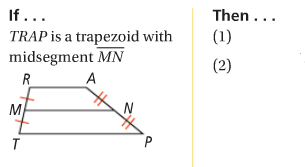 If . . .
TRAP is a trapezoid with
midsegment MN
R
A
M
N
T
P
Then . . .
(1)
(2)